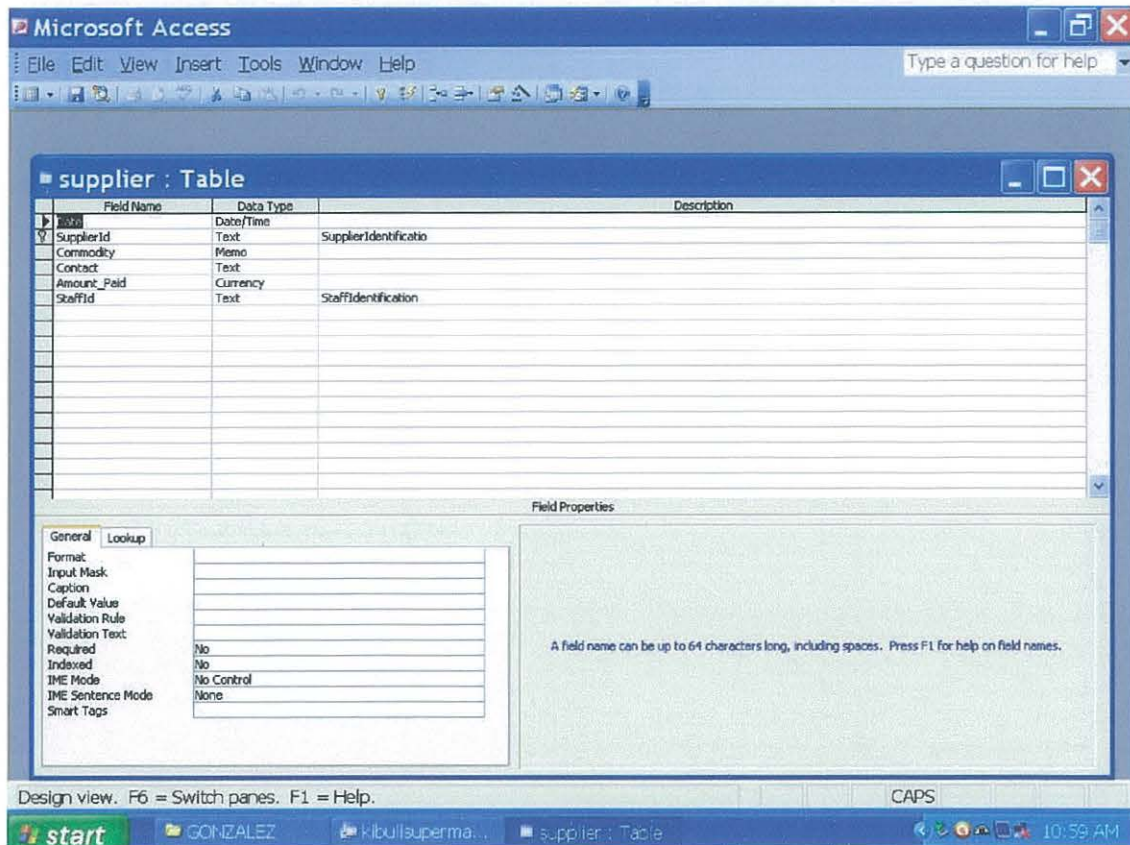 Microsoft Access
File Edit View Insert Tools Window Help Type a question for help
supplier : Table
Field Name Data Type Description
Date Date/Time
SupplierId Text SupplierIdentificatio
Commodity Memo
Contact Text
Amount_Paid Currency
StaffId Text StaffIdentification
Field Properties
General Lookup
Format
Input Mask
Caption
Default Value
Validation Rule
Validation Text
Required No
Indexed No
IME Mode No Control
IME Sentence Mode None
Smart Tags
A field name can be up to 64 characters long, including spaces. Press F1 for help on field names.
Design view. F6 = Switch panes. F1 = Help. CAPS
start GONZALEZ kibulisuperma... supplier : Table 10:59 AM